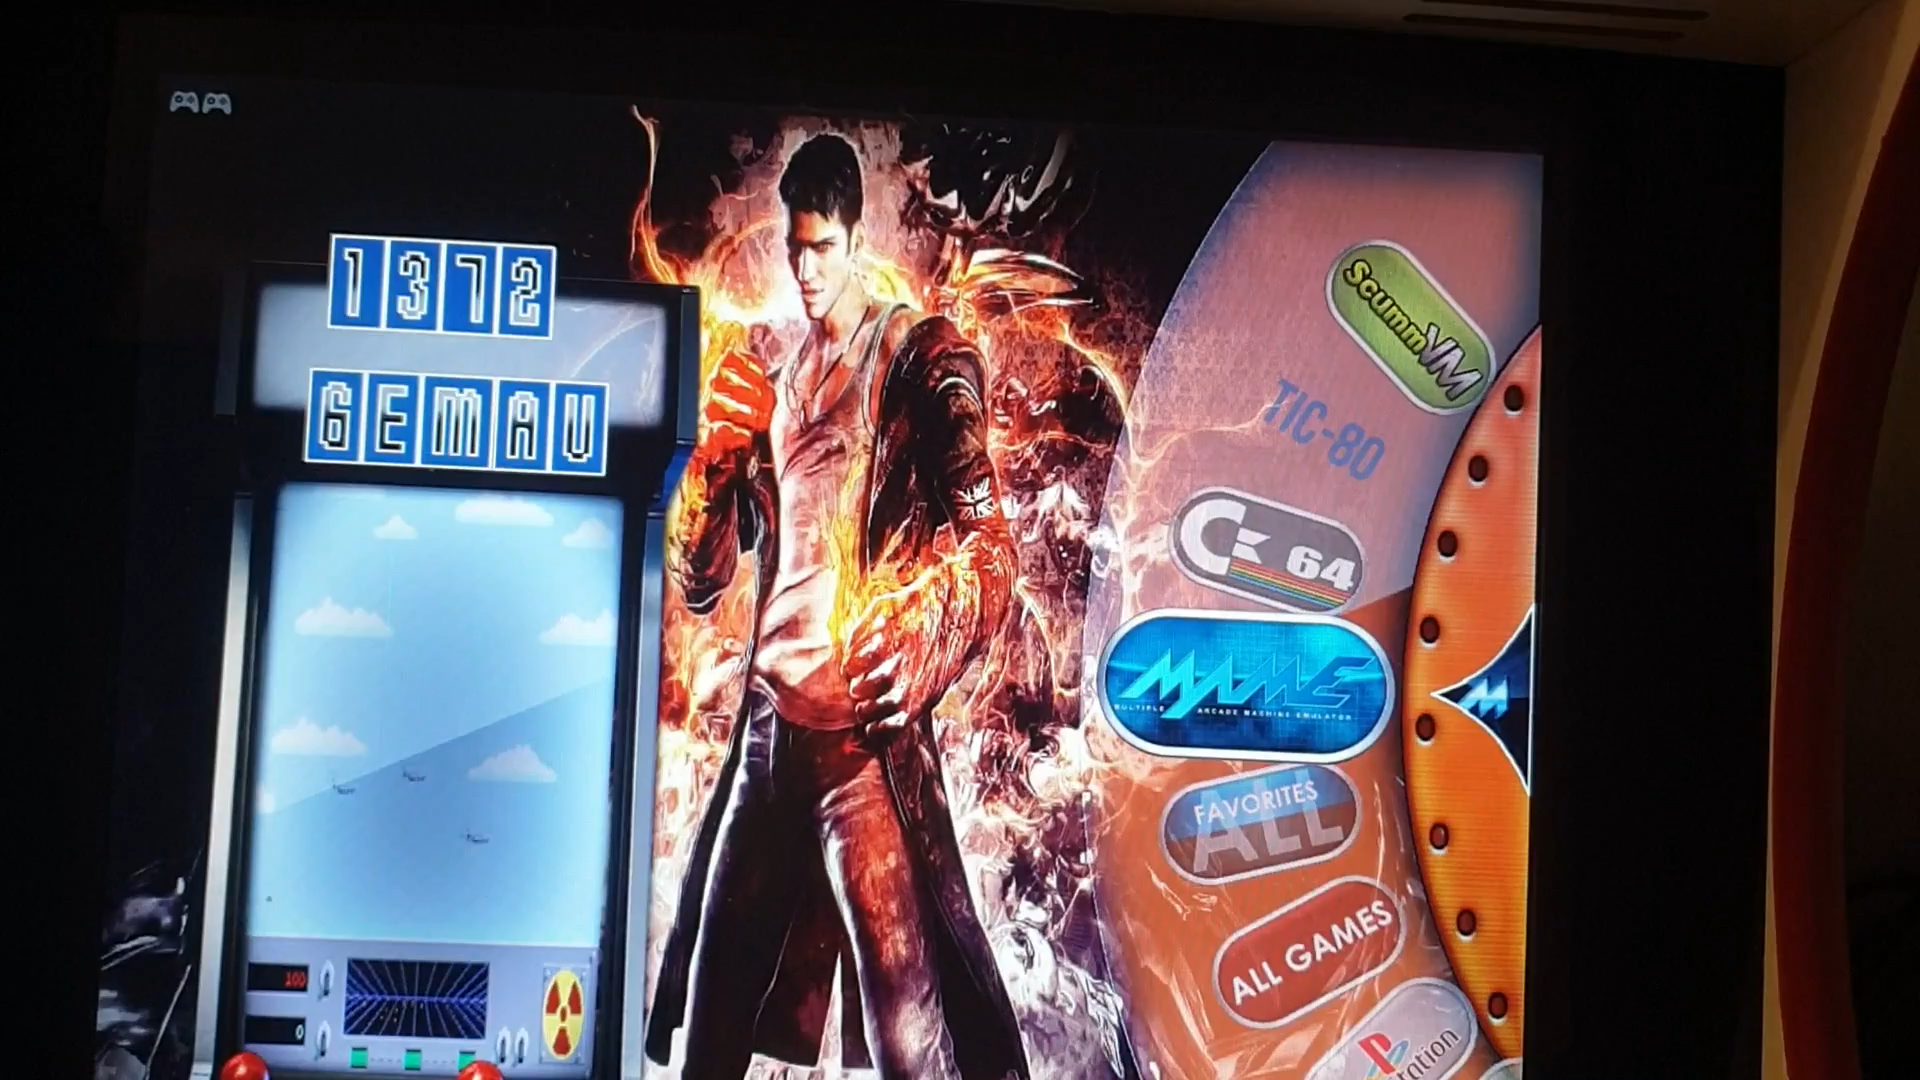 1372
GEMAU
ScummVM
TIC-80
C 64
MAME
MULTIPLE ARCADE MACHINE EMULATOR
FAVORITES
ALL
ALL GAMES
100
0